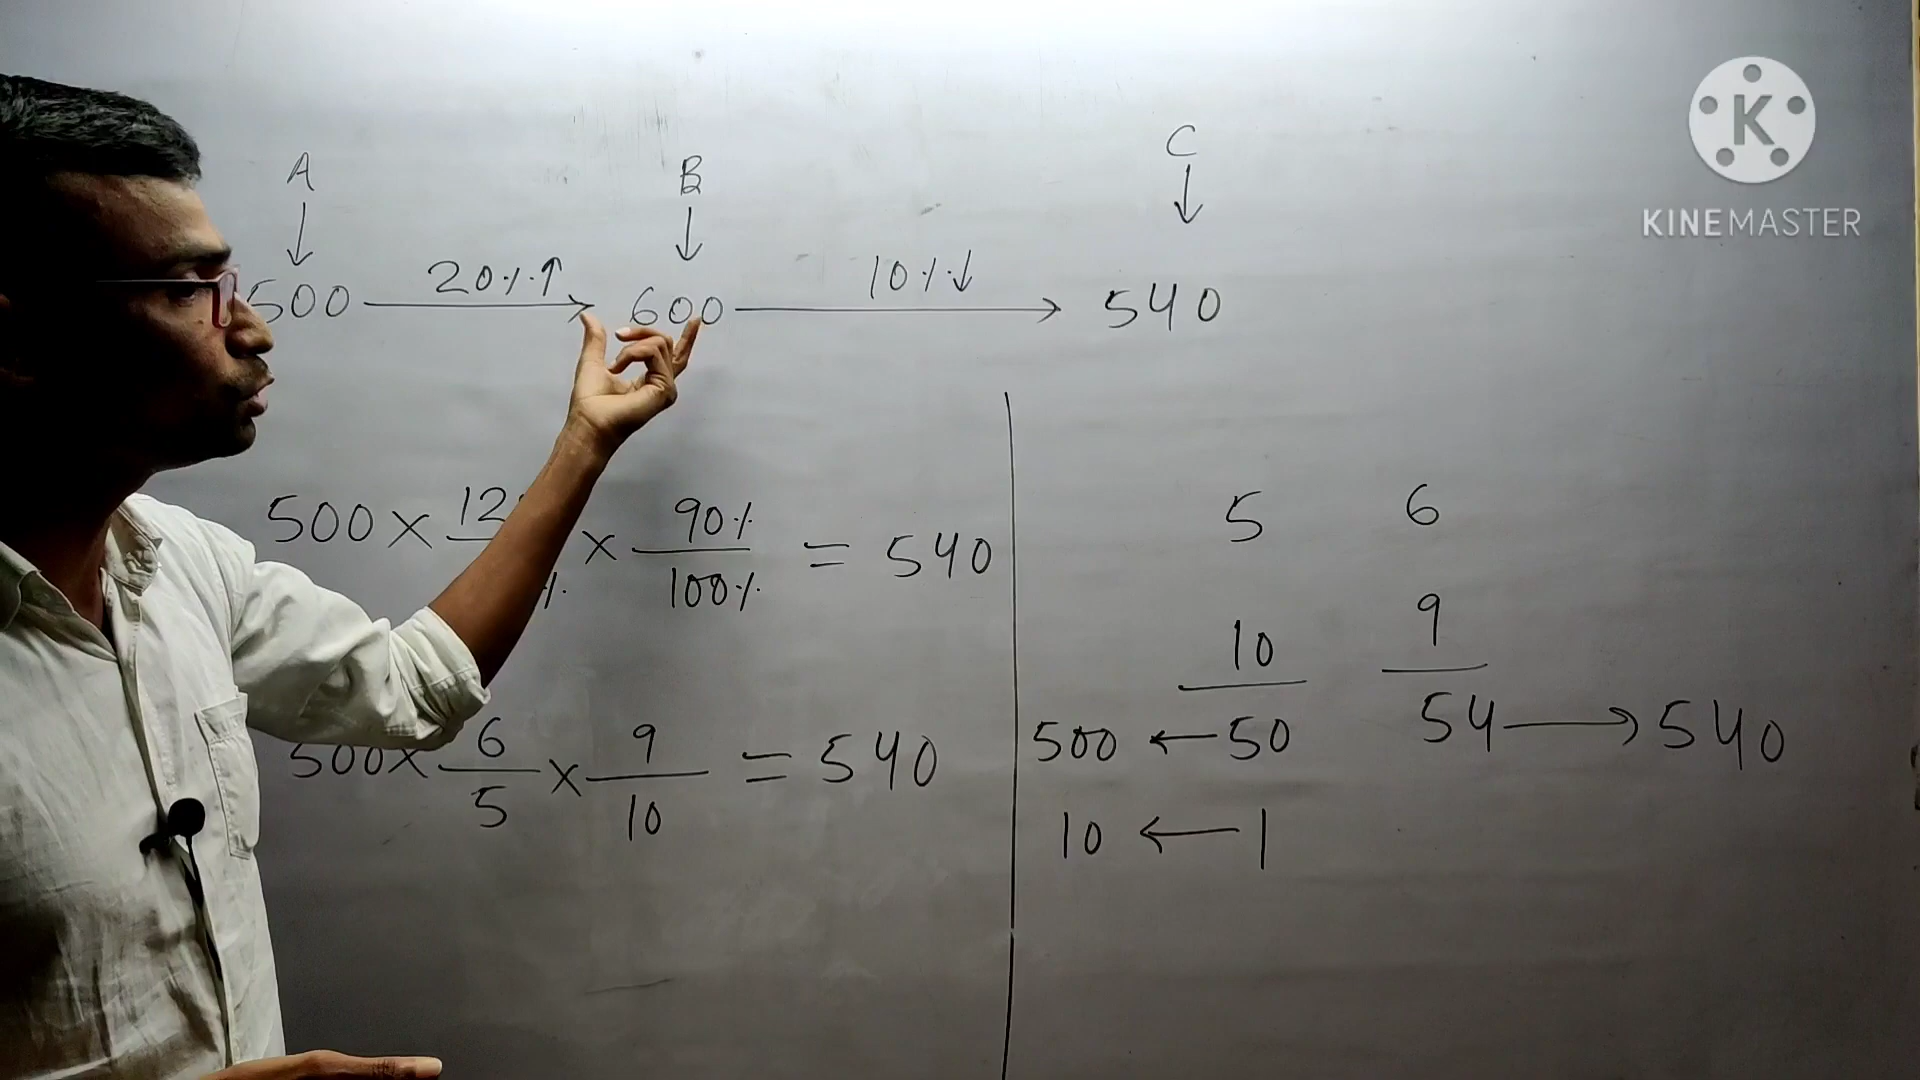 A B C
↓ ↓ ↓
500 ⟶ 20%↑ 600 ⟶ 10%↓ 540
500 × 12 × 90%/100% = 540
500 × 6/5 × 9/10 = 540
5 6
10 9
500 ← 50 54 → 540
10 ← 1
K
KINEMASTER